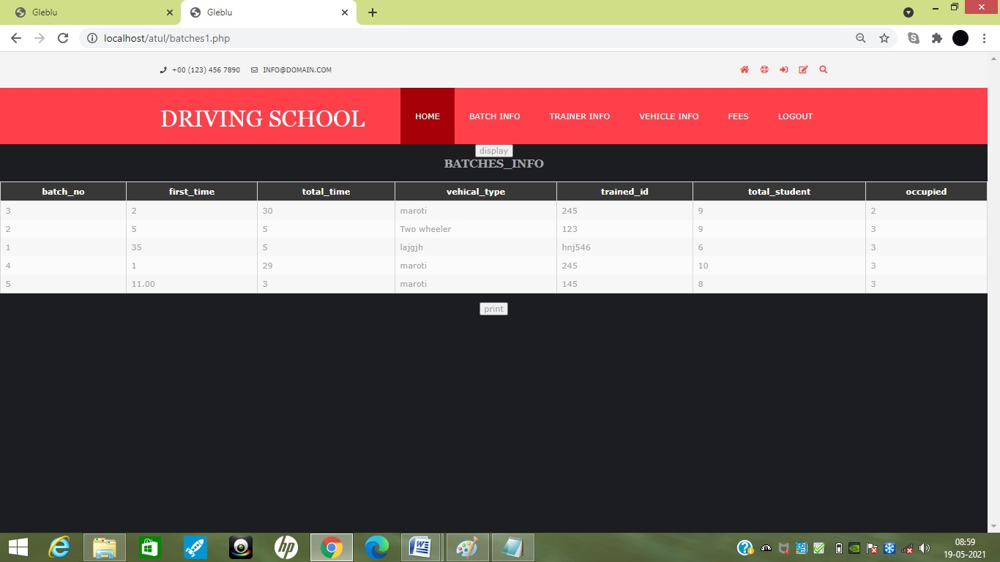 Gleblu
Gleblu
localhost/atul/batches1.php
+00 (123) 456 7890 INFO@DOMAIN.COM
DRIVING SCHOOL HOME BATCH INFO TRAINER INFO VEHICLE INFO FEES LOGOUT
display
BATCHES_INFO
batch_no first_time total_time vehical_type trained_id total_student occupied
3 2 30 maroti 245 9 2
2 5 5 Two wheeler 123 9 3
1 35 5 lajgjh hnj546 6 3
4 1 29 maroti 245 10 3
5 11.00 3 maroti 145 8 3
print
hp
08:59
19-05-2021